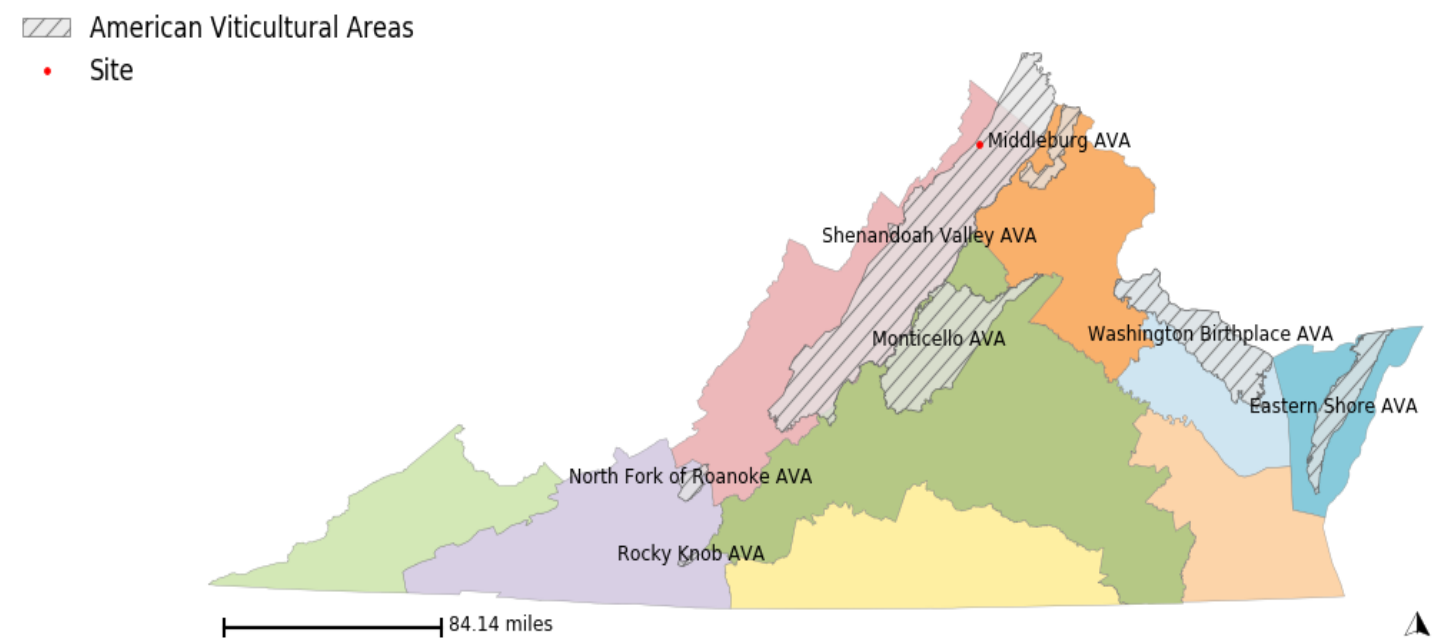 American Viticultural Areas
Site
Middleburg AVA
Shenandoah Valley AVA
Washington Birthplace AVA
Monticello AVA
Eastern Shore AVA
North Fork of Roanoke AVA
Rocky Knob AVA
84.14 miles